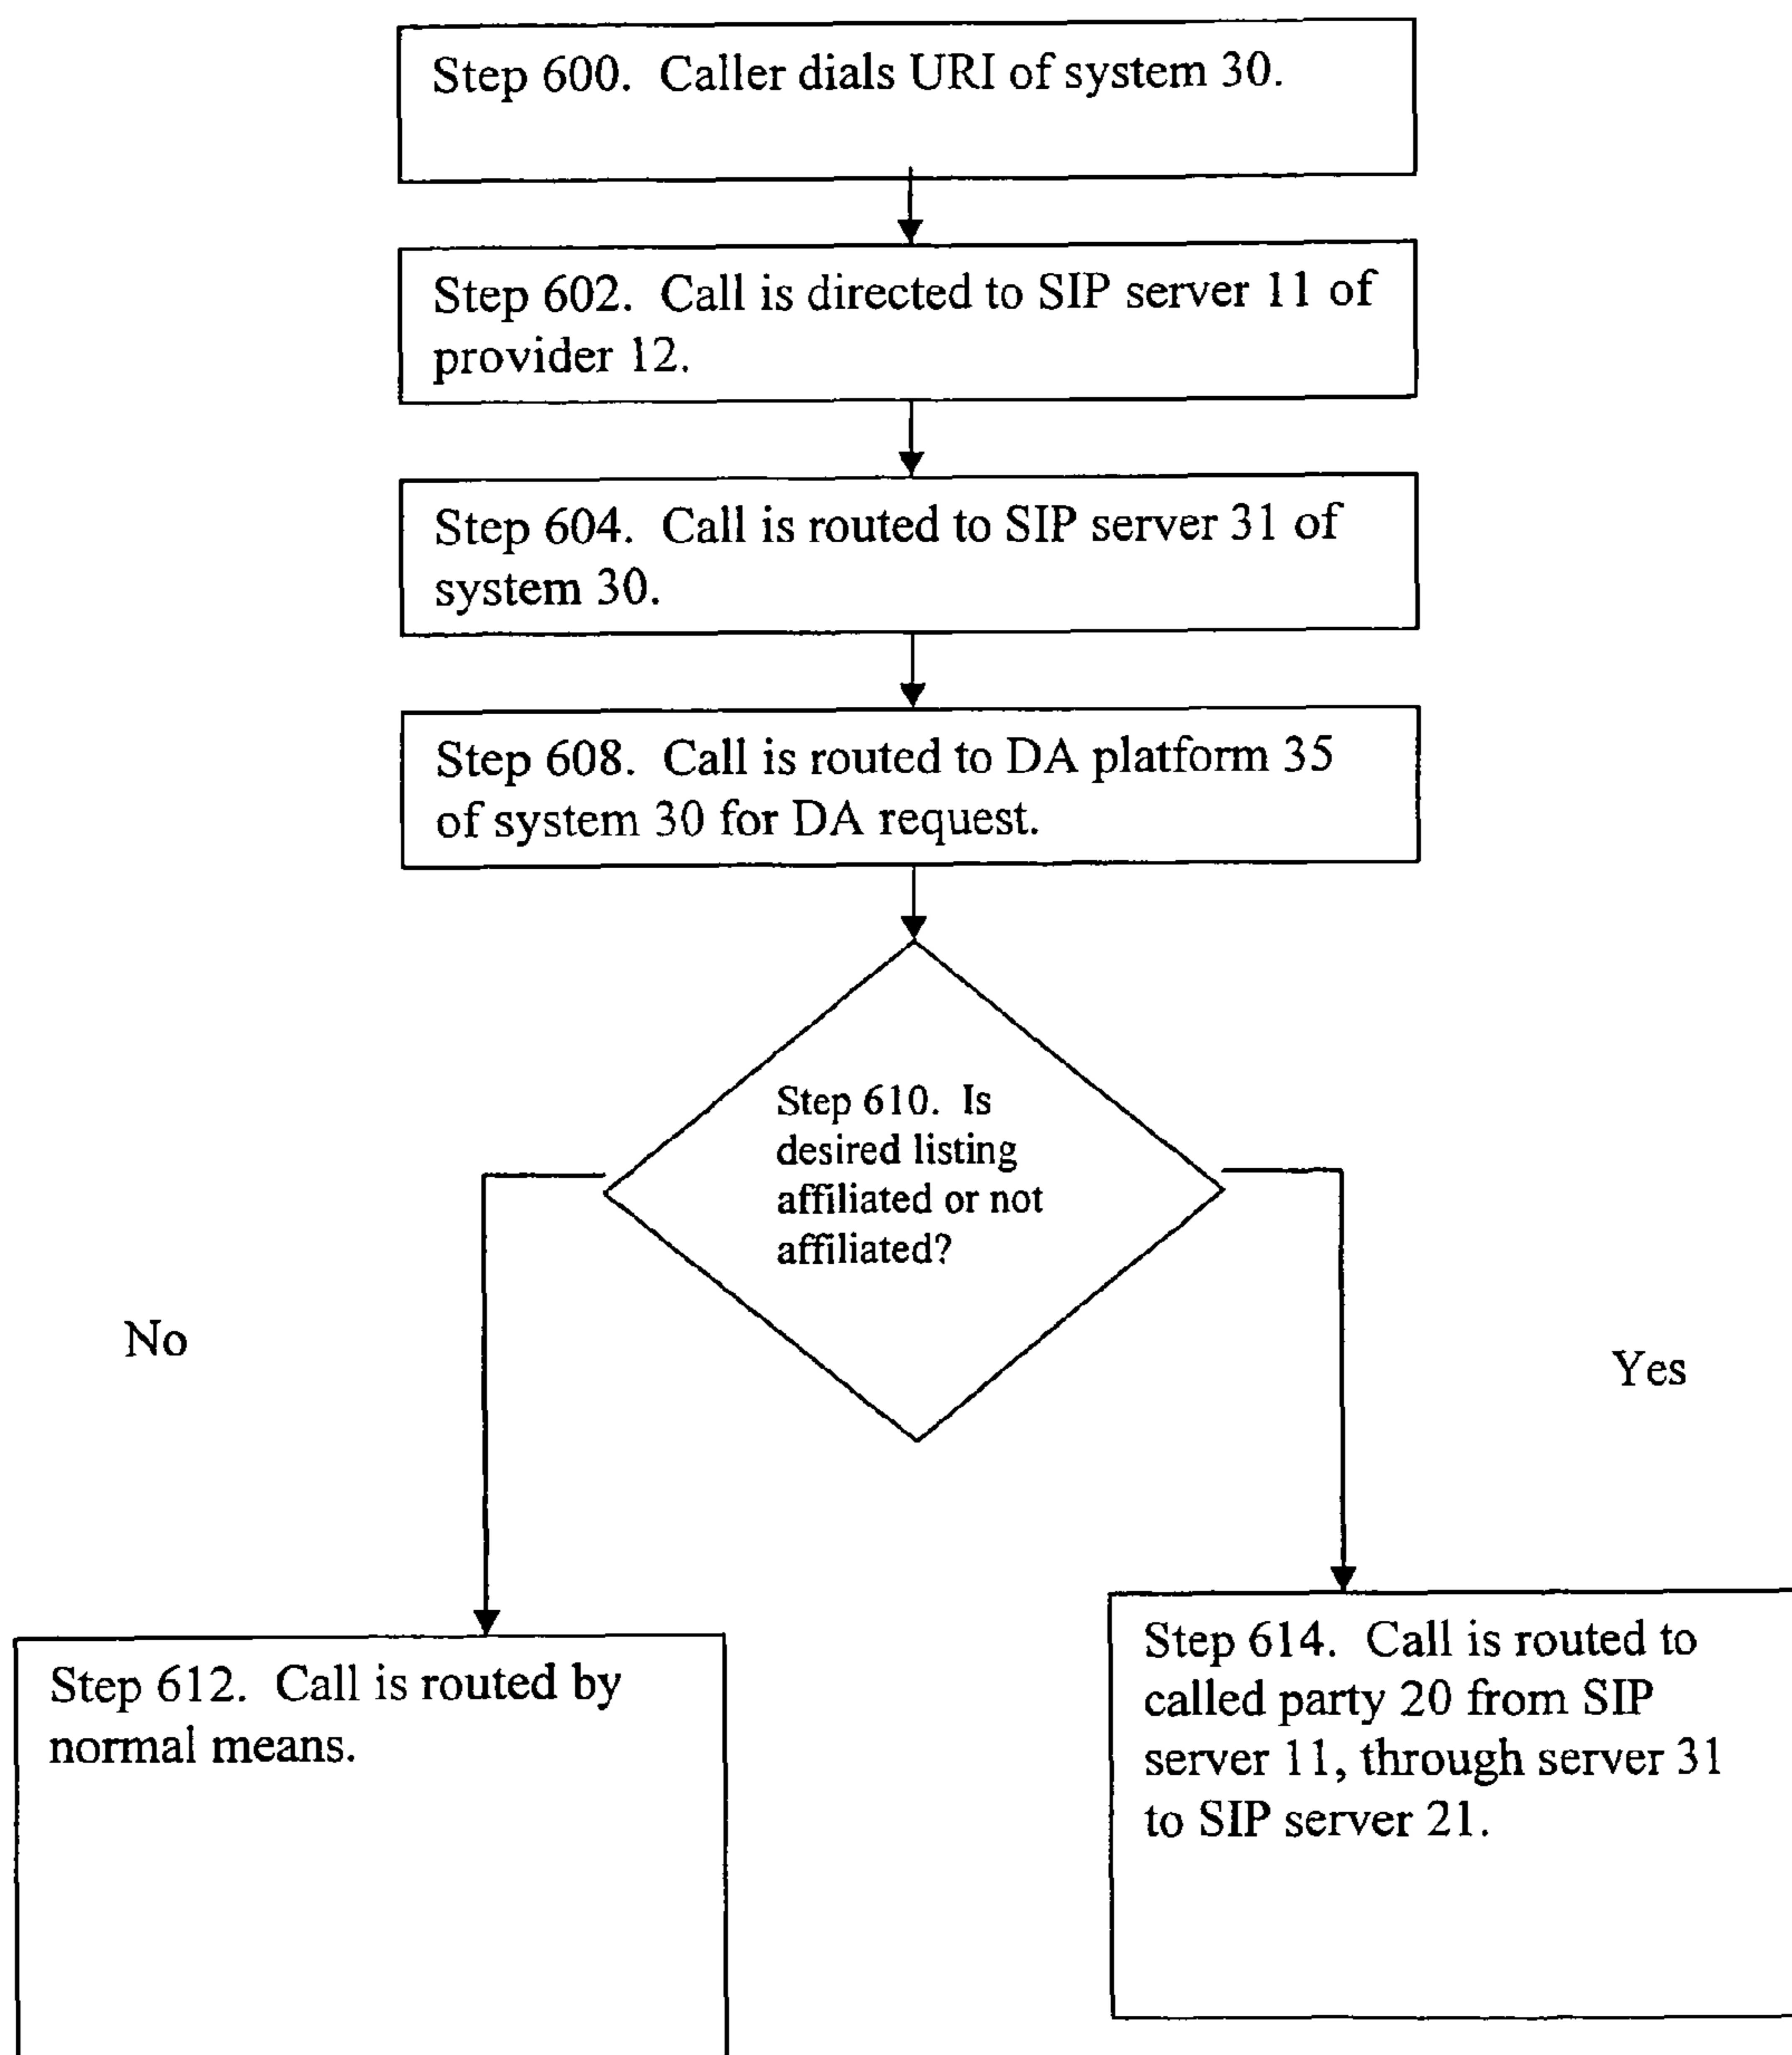 Step 600. Caller dials URI of system 30.
Step 602. Call is directed to SIP server 11 of
provider 12.
Step 604. Call is routed to SIP server 31 of
system 30.
Step 608. Call is routed to DA platform 35
of system 30 for DA request.
Step 610. Is
desired listing
affiliated or not
affiliated?
No
Yes
Step 612. Call is routed by
normal means.
Step 614. Call is routed to
called party 20 from SIP
server 11, through server 31
to SIP server 21.